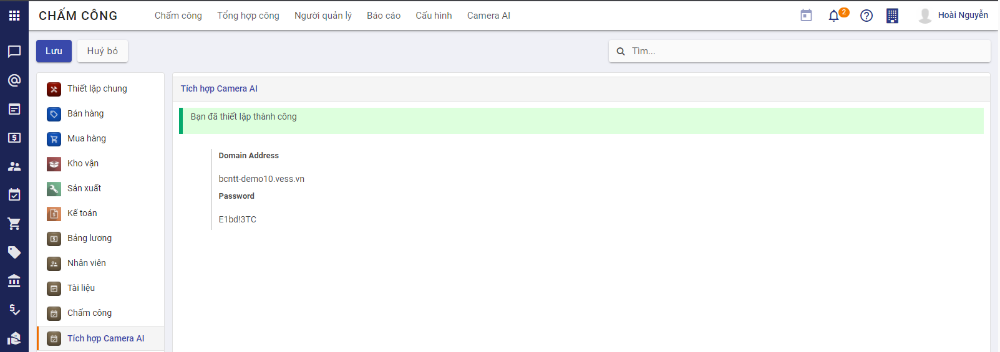 CHẤM CÔNG
Chấm công Tổng hợp công Người quản lý Báo cáo Cấu hình Camera AI
2
Hoài Nguyễn
Lưu Huỷ bỏ
Tìm...
Thiết lập chung
Bán hàng
Mua hàng
Kho vận
Sản xuất
Kế toán
Bảng lương
Nhân viên
Tài liệu
Chấm công
Tích hợp Camera AI
Tích hợp Camera AI
Bạn đã thiết lập thành công
Domain Address
bcntt-demo10.vess.vn
Password
E1bd!3TC